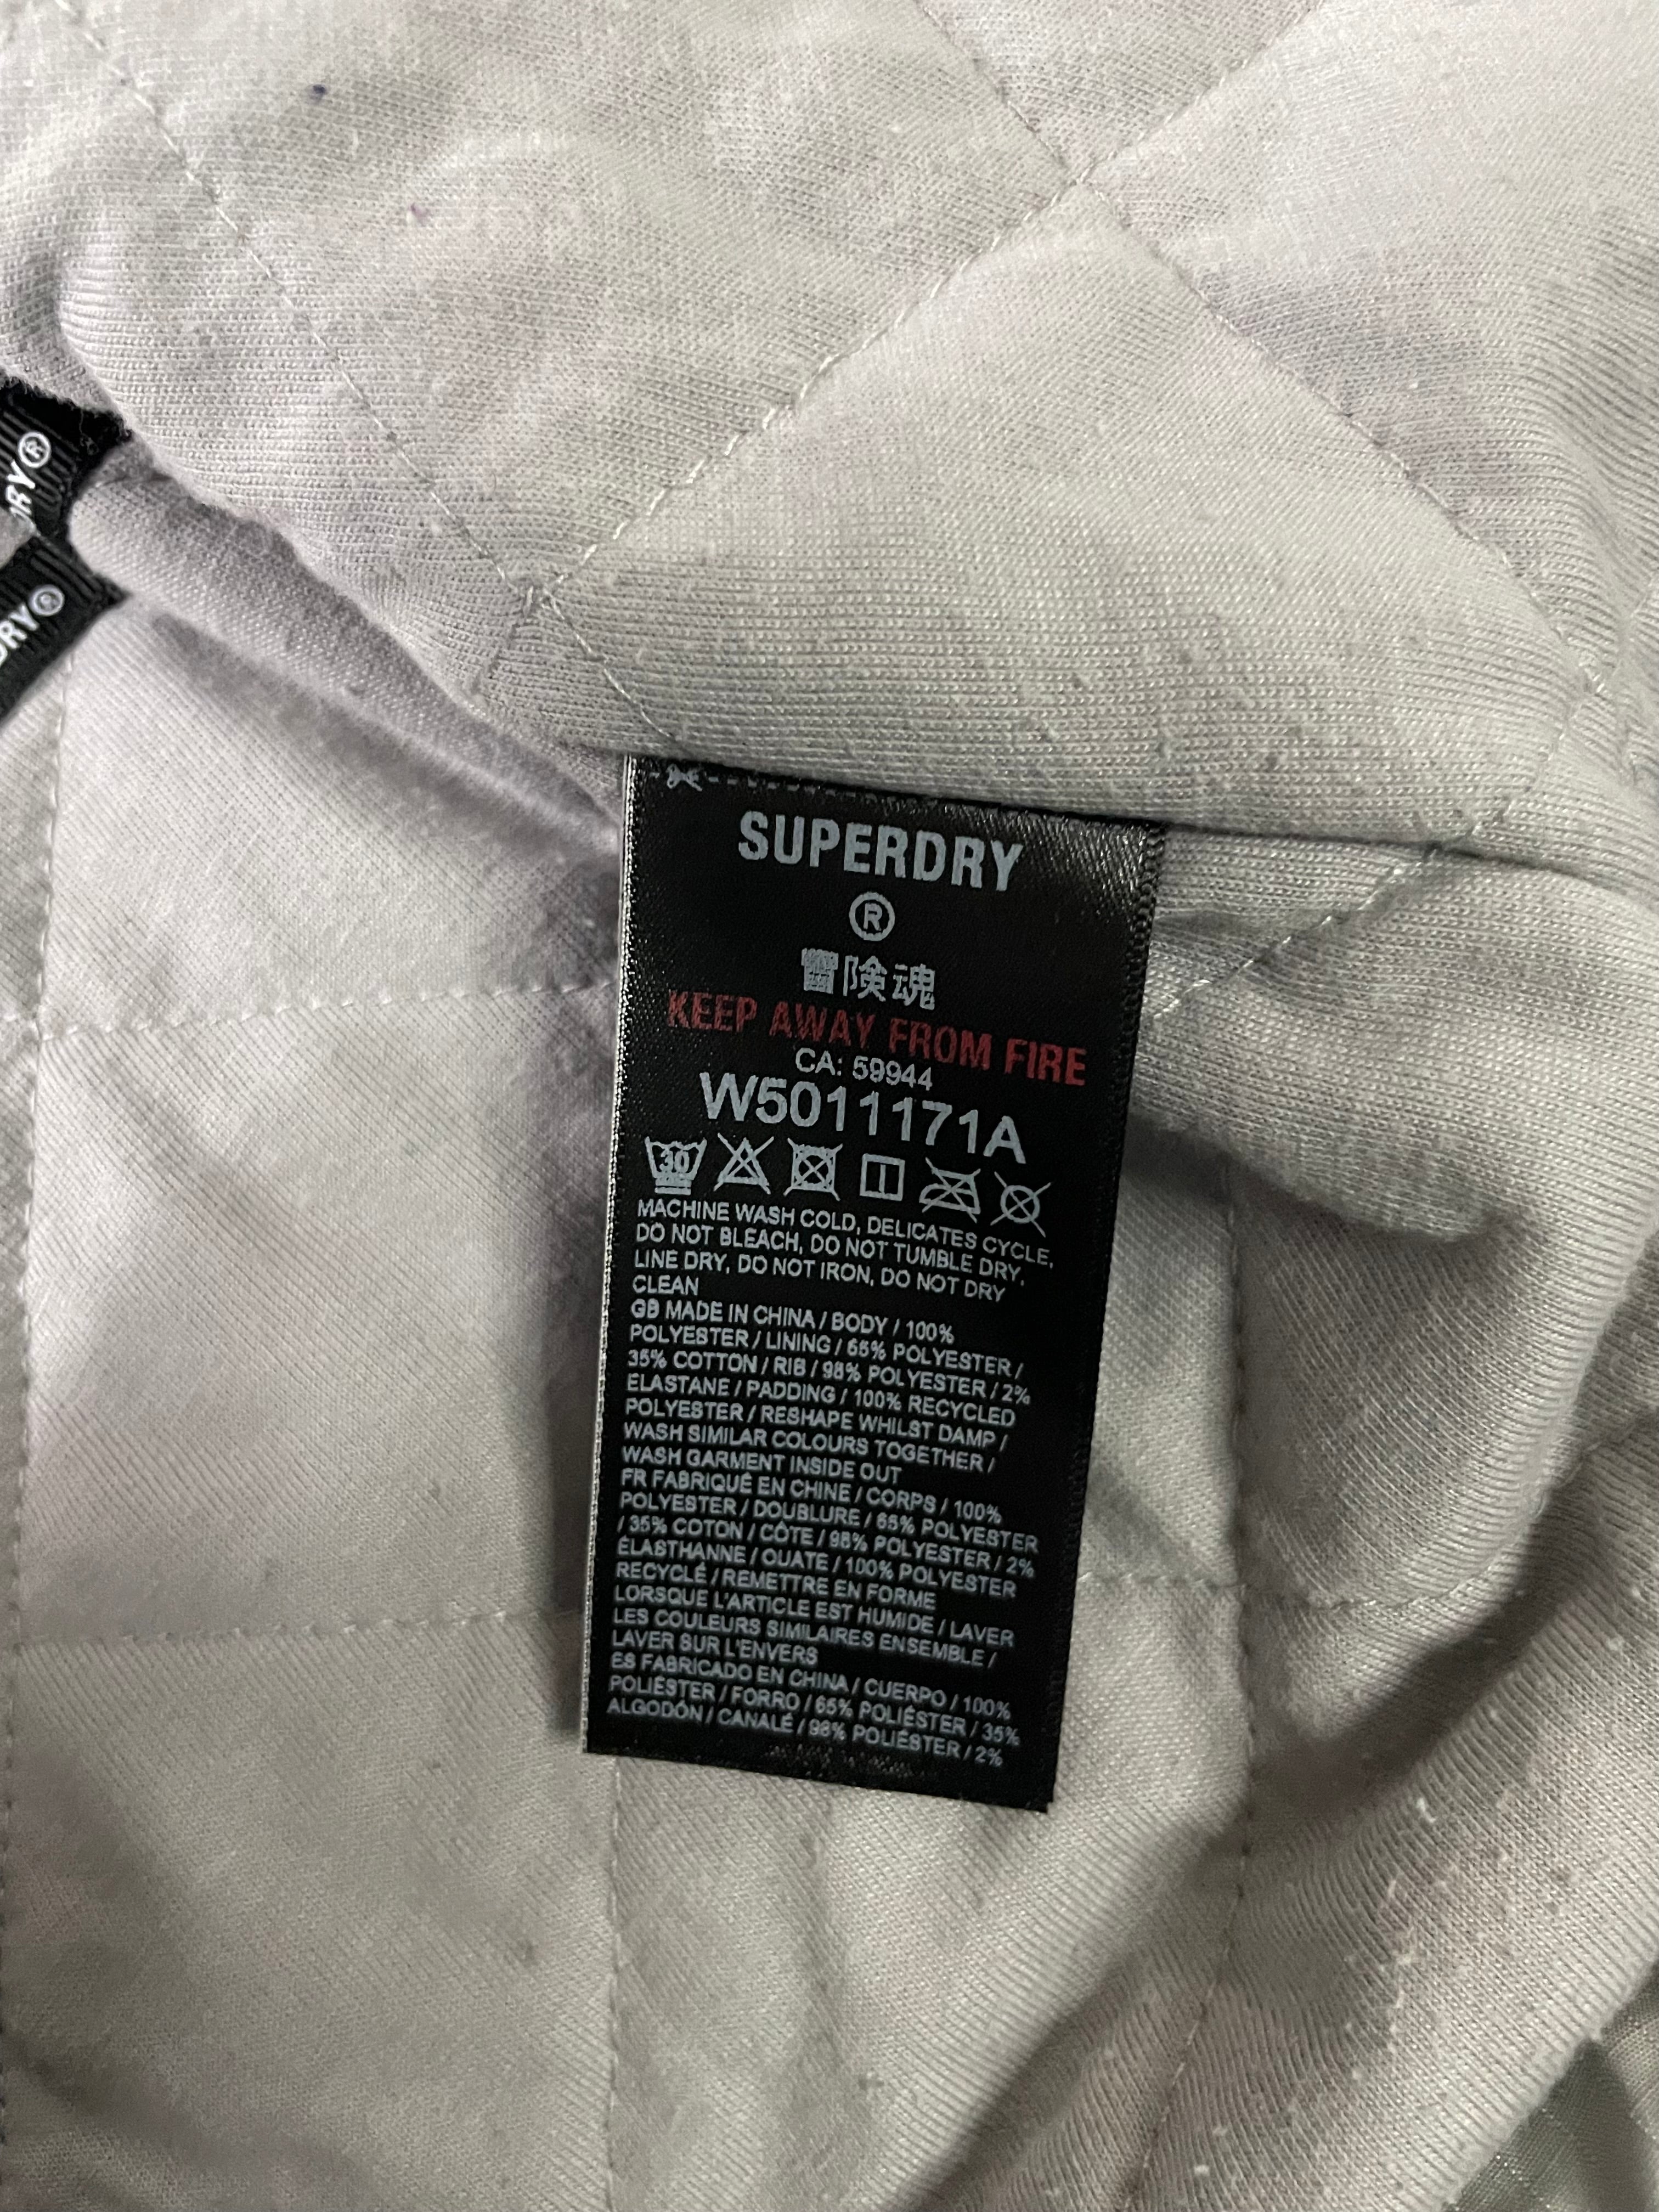 RY®
DRY®
SUPERDRY
®
冒険魂
KEEP AWAY FROM FIRE
CA: 59944
W5011171A
30
MACHINE WASH COLD, DELICATES CYCLE,
DO NOT BLEACH, DO NOT TUMBLE DRY,
LINE DRY, DO NOT IRON, DO NOT DRY
CLEAN
GB MADE IN CHINA / BODY / 100%
POLYESTER / LINING / 65% POLYESTER /
35% COTTON / RIB / 98% POLYESTER / 2%
ELASTANE / PADDING / 100% RECYCLED
POLYESTER / RESHAPE WHILST DAMP /
WASH SIMILAR COLOURS TOGETHER /
WASH GARMENT INSIDE OUT
FR FABRIQUÉ EN CHINE / CORPS / 100%
POLYESTER / DOUBLURE / 65% POLYESTER
/ 35% COTON / CÔTE / 98% POLYESTER / 2%
ÉLASTHANNE / OUATE / 100% POLYESTER
RECYCLÉ / REMETTRE EN FORME
LORSQUE L'ARTICLE EST HUMIDE / LAVER
LES COULEURS SIMILAIRES ENSEMBLE /
LAVER SUR L'ENVERS
ES FABRICADO EN CHINA / CUERPO / 100%
POLIÉSTER / FORRO / 65% POLIÉSTER / 35%
ALGODÓN / CANALÉ / 98% POLIÉSTER / 2%